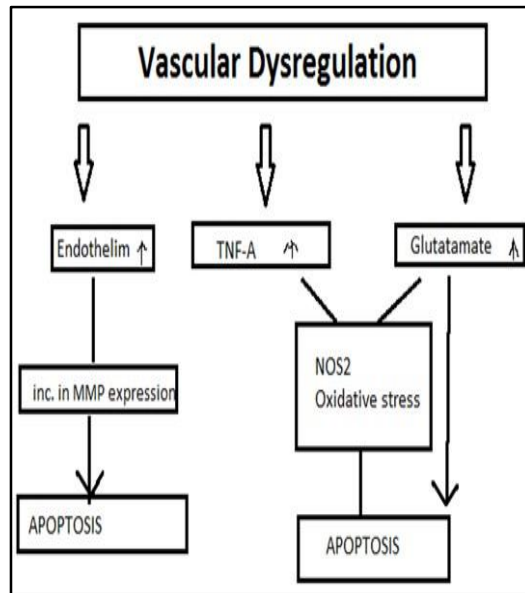 Vascular Dysregulation
Endothelim ↑
TNF-A ↑
Glutatamate ↑
inc. in MMP expression
NOS2
Oxidative stress
APOPTOSIS
APOPTOSIS